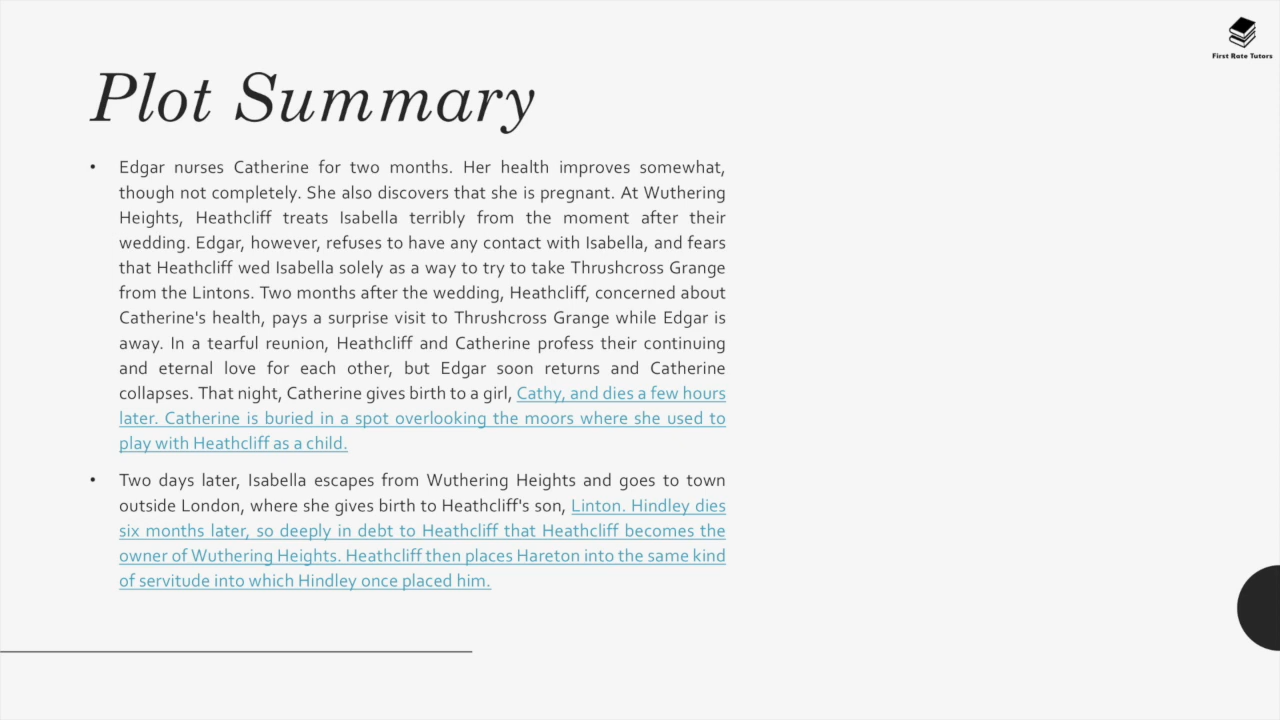 First Rate Tutors
Plot Summary
• Edgar nurses Catherine for two months. Her health improves somewhat,
though not completely. She also discovers that she is pregnant. At Wuthering
Heights, Heathcliff treats Isabella terribly from the moment after their
wedding. Edgar, however, refuses to have any contact with Isabella, and fears
that Heathcliff wed Isabella solely as a way to try to take Thrushcross Grange
from the Lintons. Two months after the wedding, Heathcliff, concerned about
Catherine's health, pays a surprise visit to Thrushcross Grange while Edgar is
away. In a tearful reunion, Heathcliff and Catherine profess their continuing
and eternal love for each other, but Edgar soon returns and Catherine
collapses. That night, Catherine gives birth to a girl, Cathy, and dies a few hours
later. Catherine is buried in a spot overlooking the moors where she used to
play with Heathcliff as a child.
• Two days later, Isabella escapes from Wuthering Heights and goes to town
outside London, where she gives birth to Heathcliff's son, Linton. Hindley dies
six months later, so deeply in debt to Heathcliff that Heathcliff becomes the
owner of Wuthering Heights. Heathcliff then places Hareton into the same kind
of servitude into which Hindley once placed him.